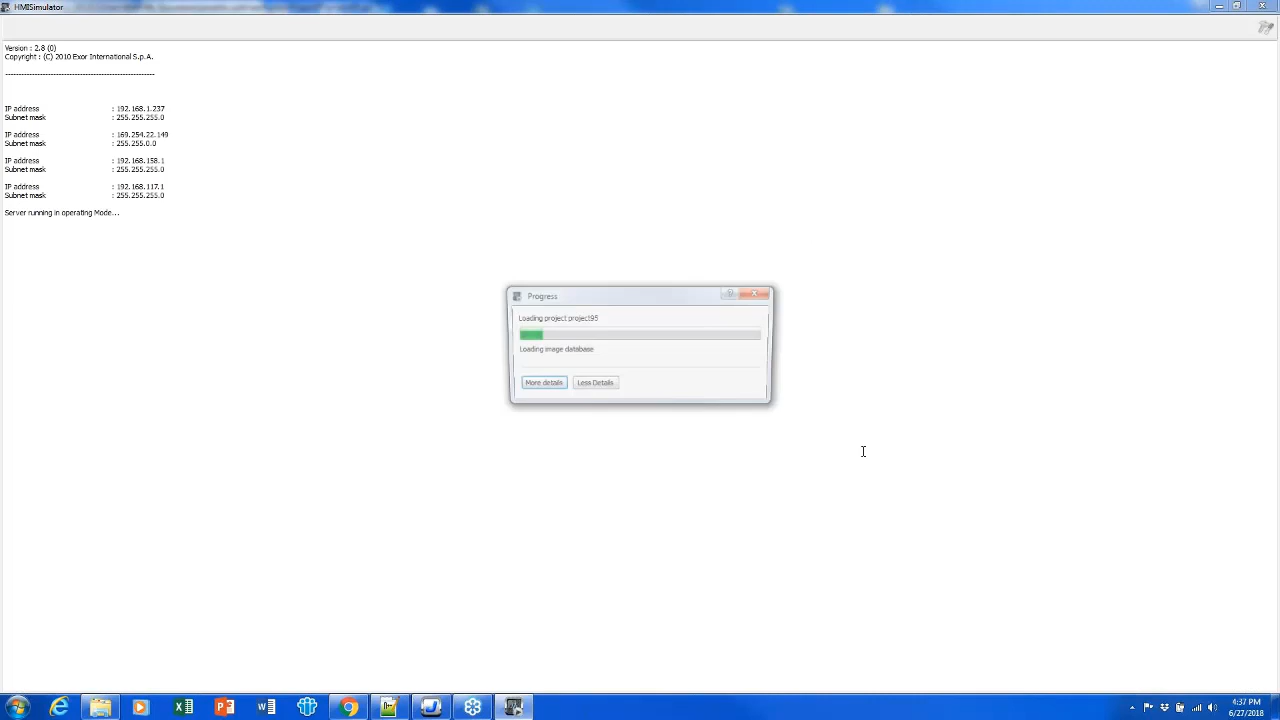 HMISimulator
Version : 2.8 (0)
Copyright : (C) 2010 Exor International S.p.A.
------------------------------------------------------
IP address : 192.168.1.237
Subnet mask : 255.255.255.0
IP address : 169.254.22.149
Subnet mask : 255.255.0.0
IP address : 192.168.158.1
Subnet mask : 255.255.255.0
IP address : 192.168.117.1
Subnet mask : 255.255.255.0
Server running in operating Mode...
Progress
Loading project project95
Loading image database
More details Less Details
4:37 PM
6/27/2018